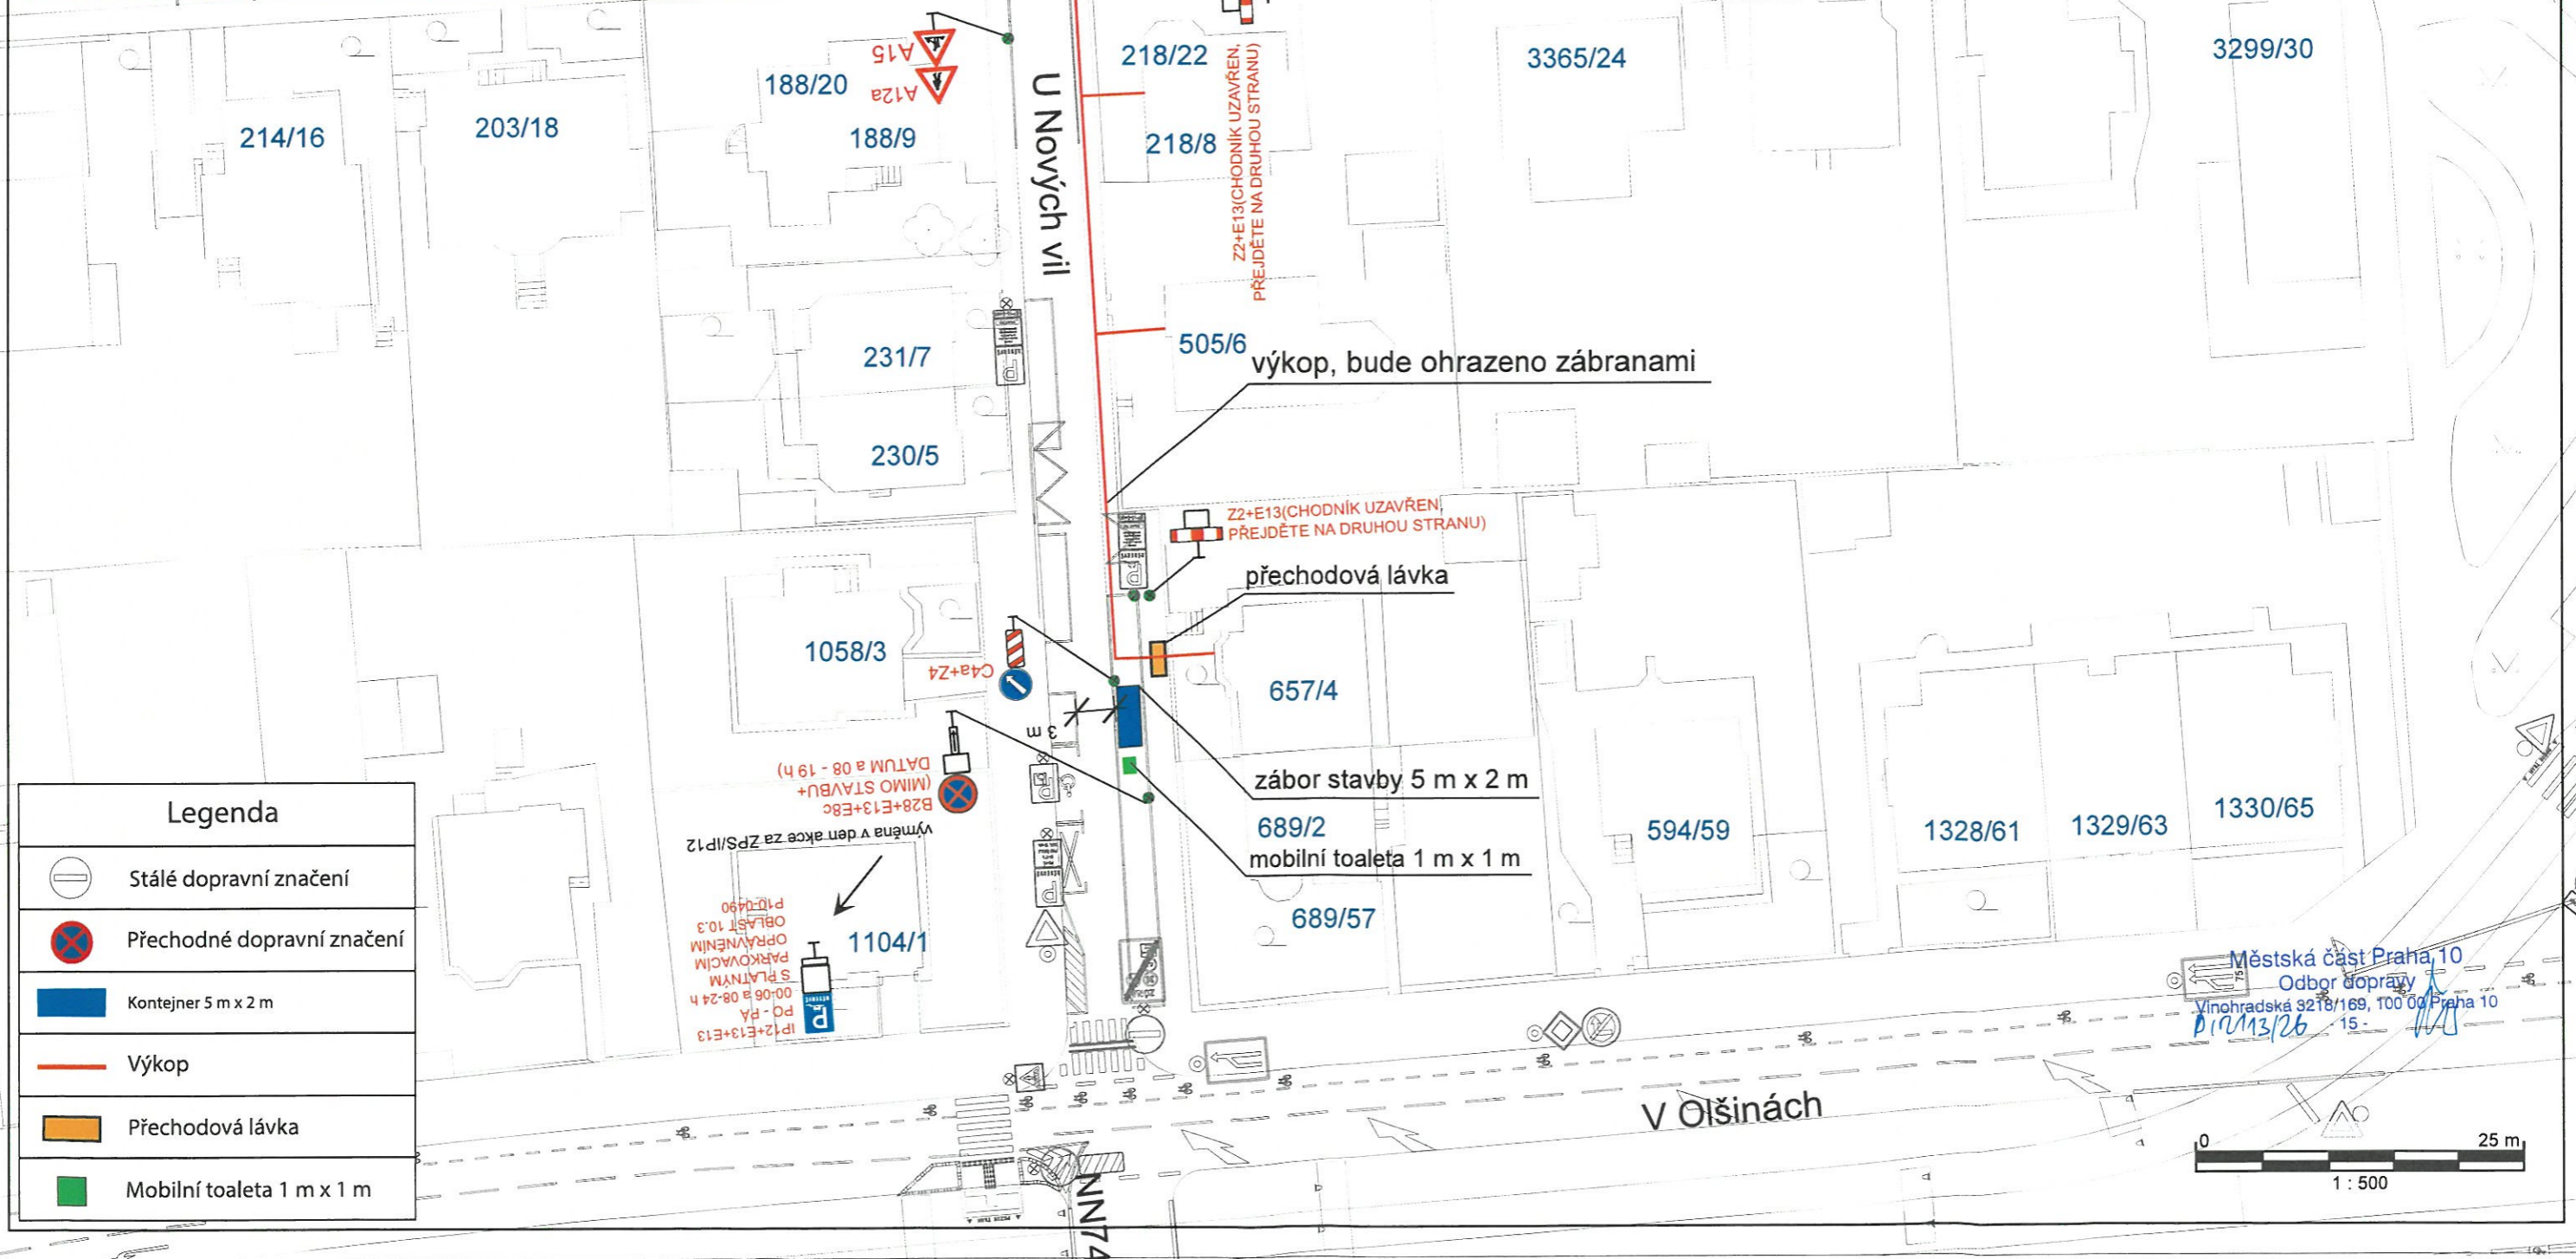 A15
A12a
U Nových vil
214/16
203/18
188/20
188/9
218/22
218/8
Z2+E13(CHODNÍK UZAVŘEN,
PŘEJDĚTE NA DRUHOU STRANU)
3365/24
3299/30
231/7
230/5
505/6
výkop, bude ohrazeno zábranami
Z2+E13(CHODNÍK UZAVŘEN,
PŘEJDĚTE NA DRUHOU STRANU)
přechodová lávka
1058/3
C4a+Z4
3 m
657/4
B28+E13+E8c
(MIMO STAVBU+
DATUM a 08 - 19 h)
výměna v den akce za ZPS/IP12
zábor stavby 5 m x 2 m
689/2
mobilní toaleta 1 m x 1 m
689/57
594/59
1328/61
1329/63
1330/65
1104/1
IP12+E13+E13
PO - PÁ
00-06 a 08-24 h
S PLATNÝM
PARKOVACÍM
OPRÁVNĚNÍM
OBLAST 10.3
P10-0490
Legenda
Stálé dopravní značení
Přechodné dopravní značení
Kontejner 5 m x 2 m
Výkop
Přechodová lávka
Mobilní toaleta 1 m x 1 m
Městská část Praha 10
Odbor dopravy
Vinohradská 3218/169, 100 00 Praha 10
- 15 -
V Olšinách
NN74
0 25 m
1 : 500